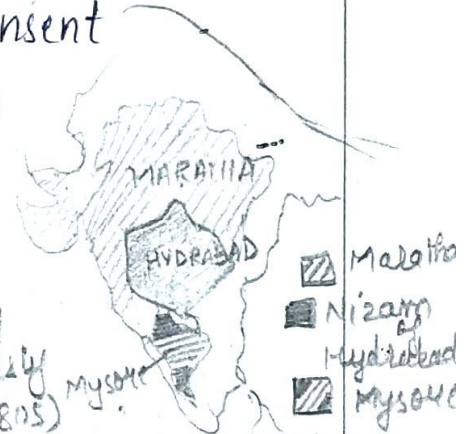 nsent
MARATHA
HYDRABAD
Maratha
Nizam
of
Hydrabad
Mysore
Mysore